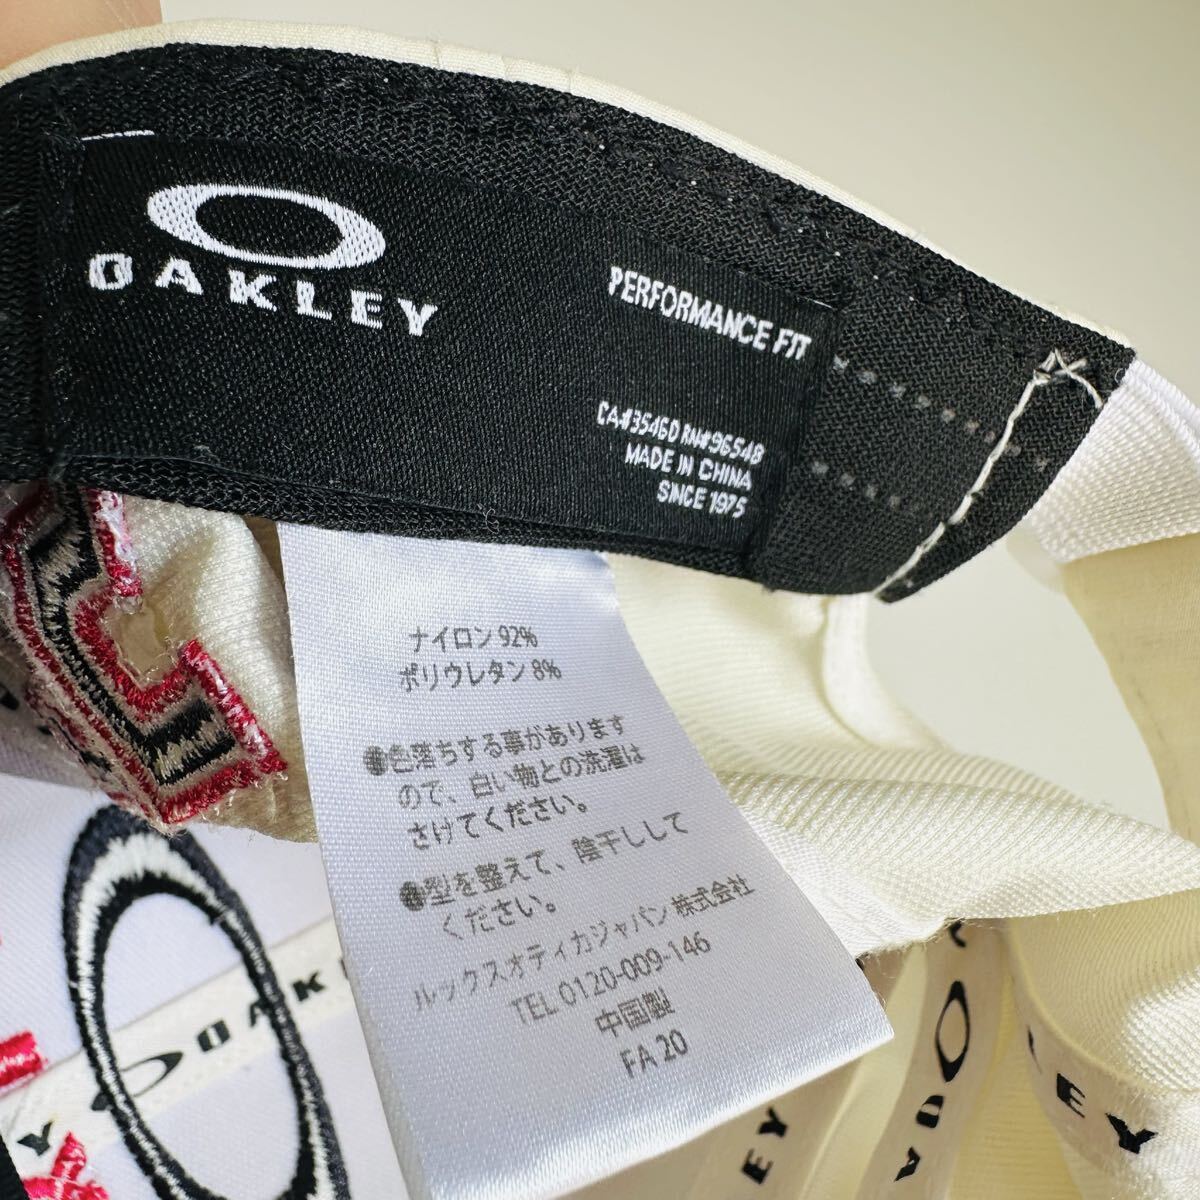 OAKLEY
PERFORMANCE FIT
CA#35460 RN#96548
MADE IN CHINA
SINCE 1975
ナイロン 92%
ポリウレタン 8%
●色落ちする事があります
ので、白い物との洗濯は
さけてください。
●型を整えて、陰干しして
ください。
ルックスオティカジャパン株式会社
TEL 0120-009-146
中国製
FA 20
OAK
Y
EY
LEY